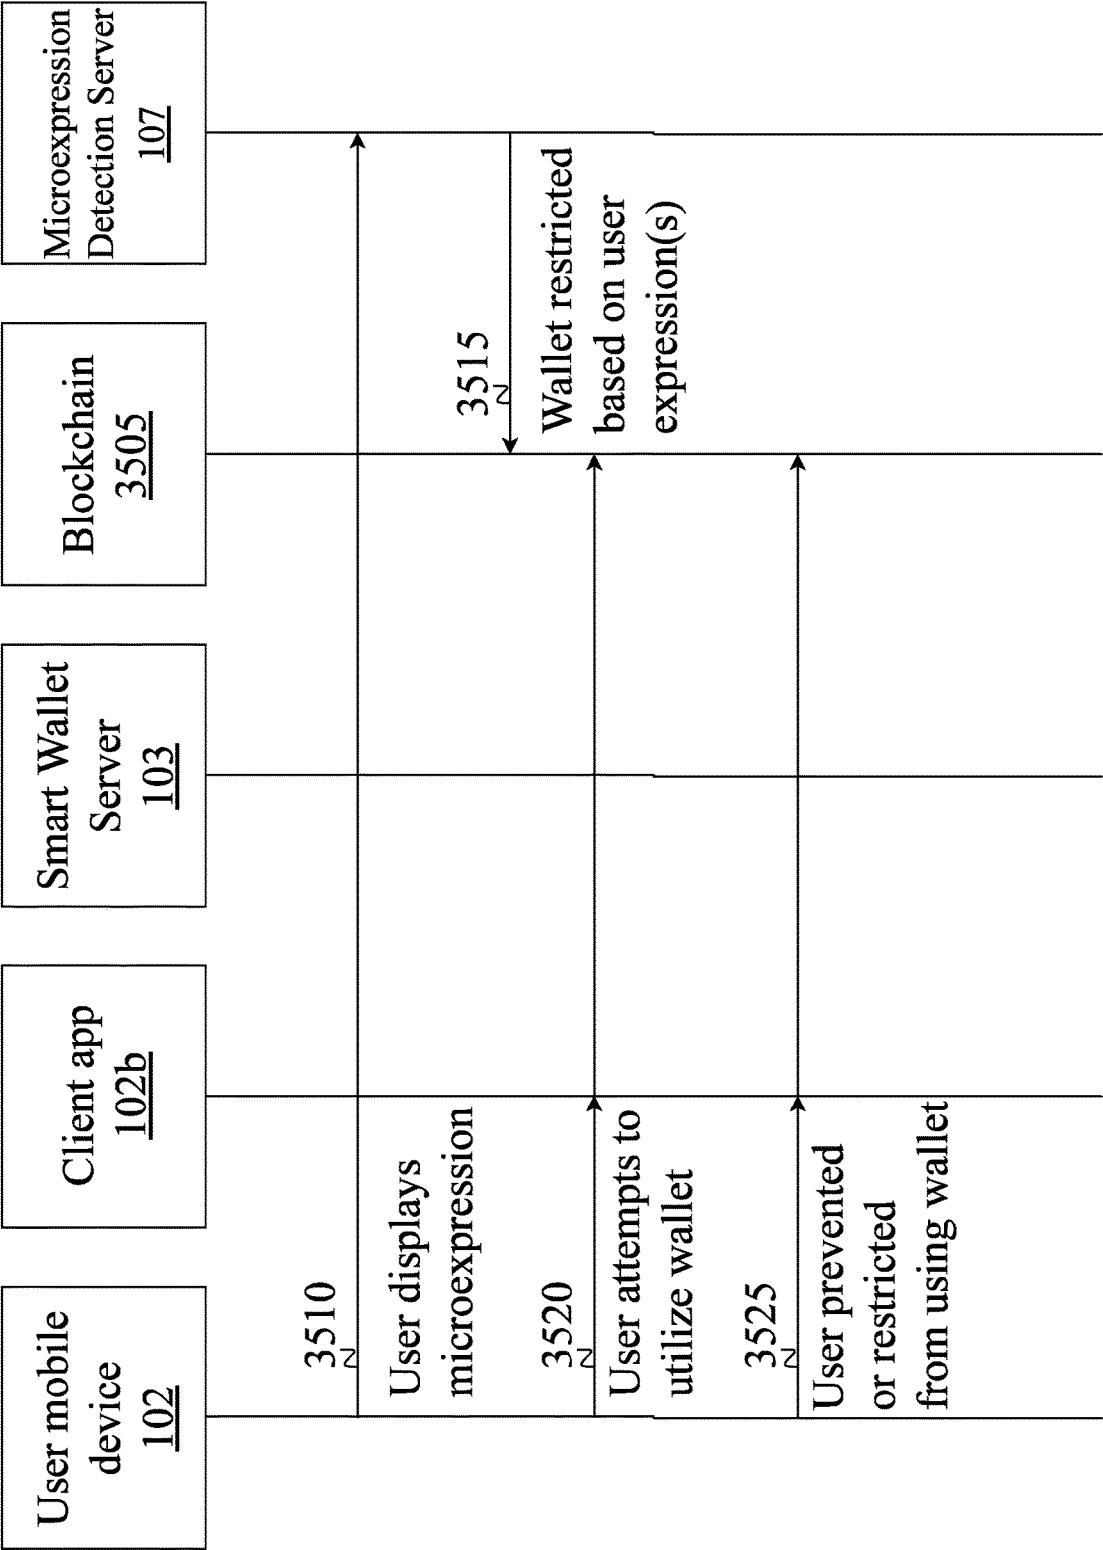 User mobile
device
102
Client app
102b
Smart Wallet
Server
103
Blockchain
3505
Microexpression
Detection Server
107
3510
User displays
microexpression
3515
Wallet restricted
based on user
expression(s)
3520
User attempts to
utilize wallet
3525
User prevented
or restricted
from using wallet